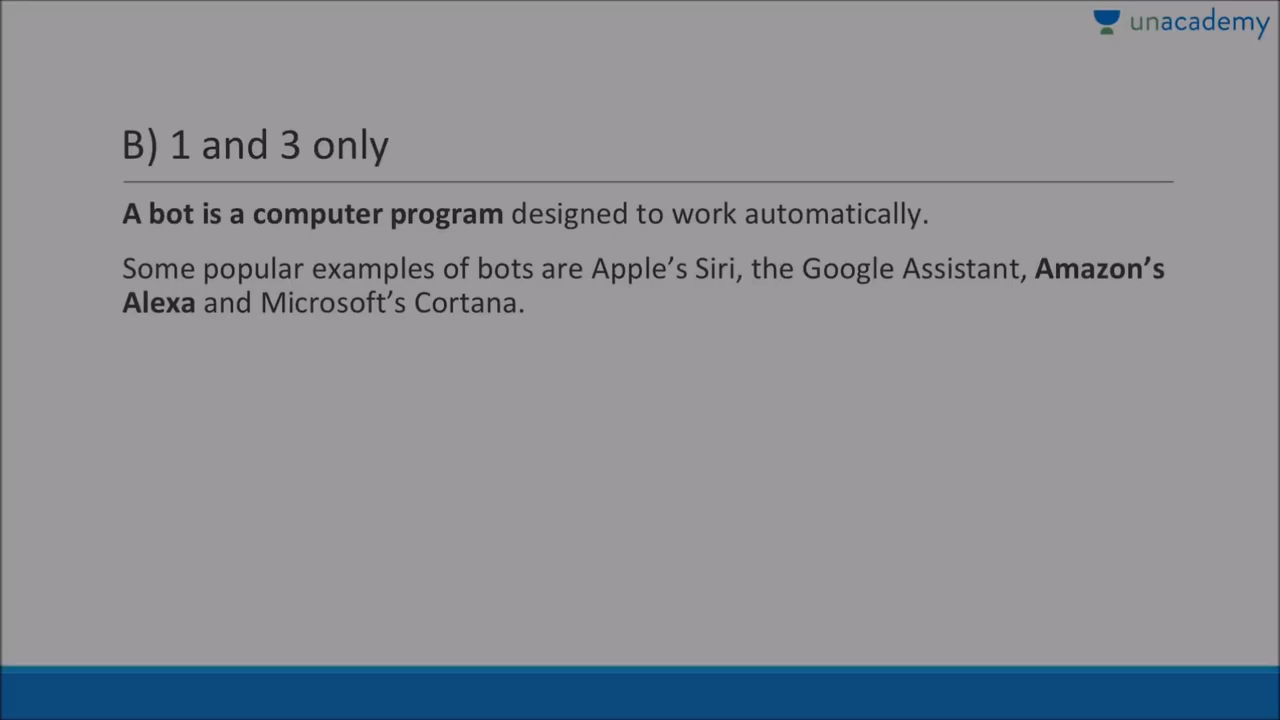 unacademy
B) 1 and 3 only
A bot is a computer program designed to work automatically.
Some popular examples of bots are Apple’s Siri, the Google Assistant, Amazon’s
Alexa and Microsoft’s Cortana.